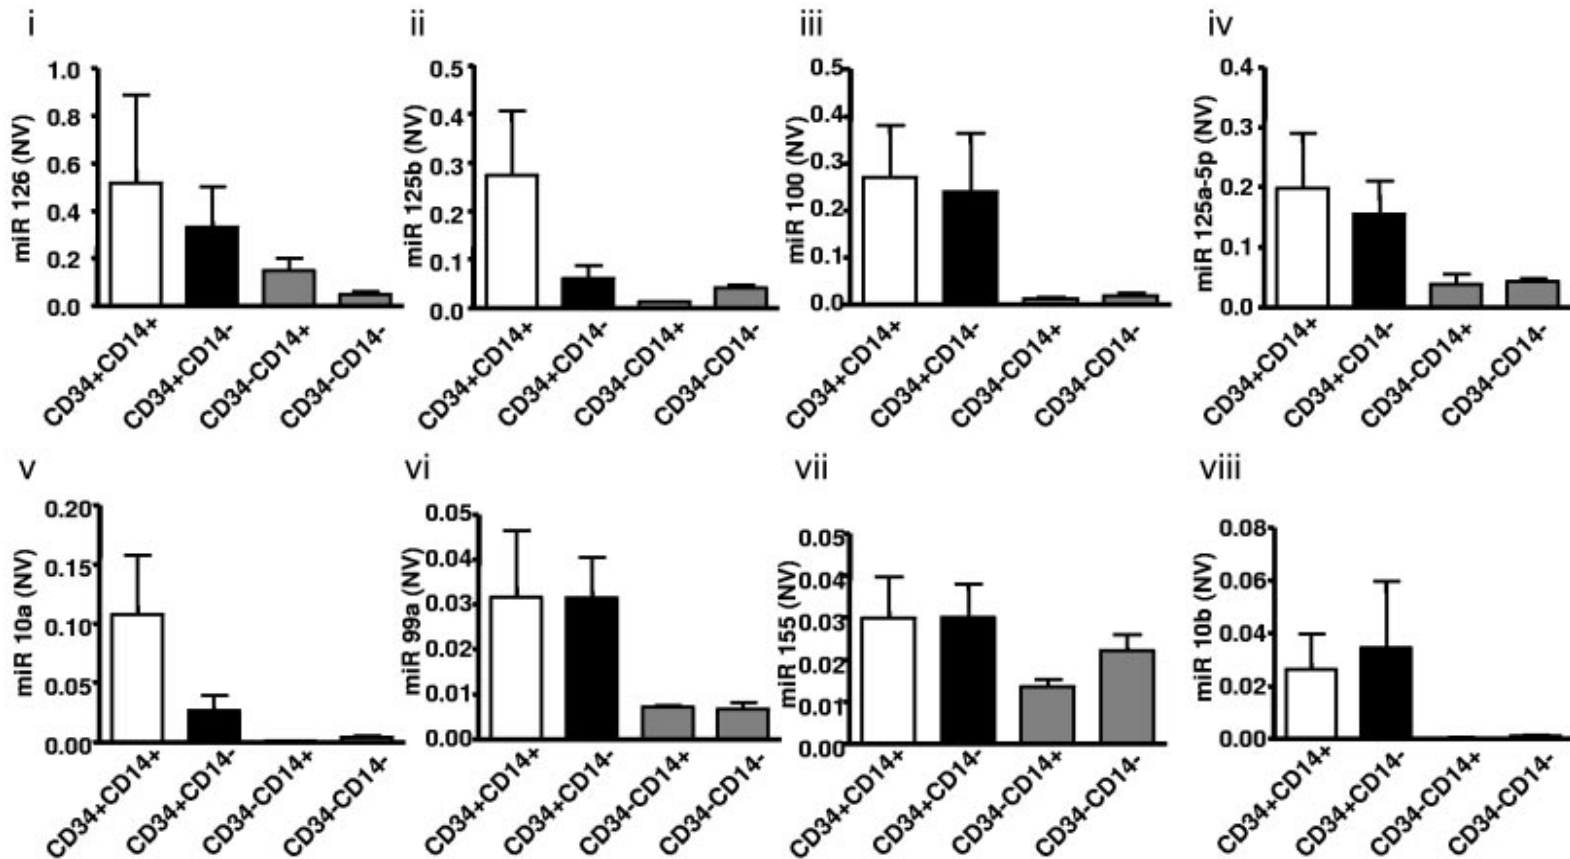 i
miR 126 (NV)
1.0
0.8
0.6
0.4
0.2
0.0
CD34+CD14+
CD34+CD14-
CD34-CD14+
CD34-CD14-
ii
miR 125b (NV)
0.5
0.4
0.3
0.2
0.1
0.0
CD34+CD14+
CD34+CD14-
CD34-CD14+
CD34-CD14-
iii
miR 100 (NV)
0.5
0.4
0.3
0.2
0.1
0.0
CD34+CD14+
CD34+CD14-
CD34-CD14+
CD34-CD14-
iv
miR 125a-5p (NV)
0.4
0.3
0.2
0.1
0.0
CD34+CD14+
CD34+CD14-
CD34-CD14+
CD34-CD14-
v
miR 10a (NV)
0.20
0.15
0.10
0.05
0.00
CD34+CD14+
CD34+CD14-
CD34-CD14+
CD34-CD14-
vi
miR 99a (NV)
0.05
0.04
0.03
0.02
0.01
0.00
CD34+CD14+
CD34+CD14-
CD34-CD14+
CD34-CD14-
vii
miR 155 (NV)
0.05
0.04
0.03
0.02
0.01
0.00
CD34+CD14+
CD34+CD14-
CD34-CD14+
CD34-CD14-
viii
miR 10b (NV)
0.08
0.06
0.04
0.02
0.00
CD34+CD14+
CD34+CD14-
CD34-CD14+
CD34-CD14-